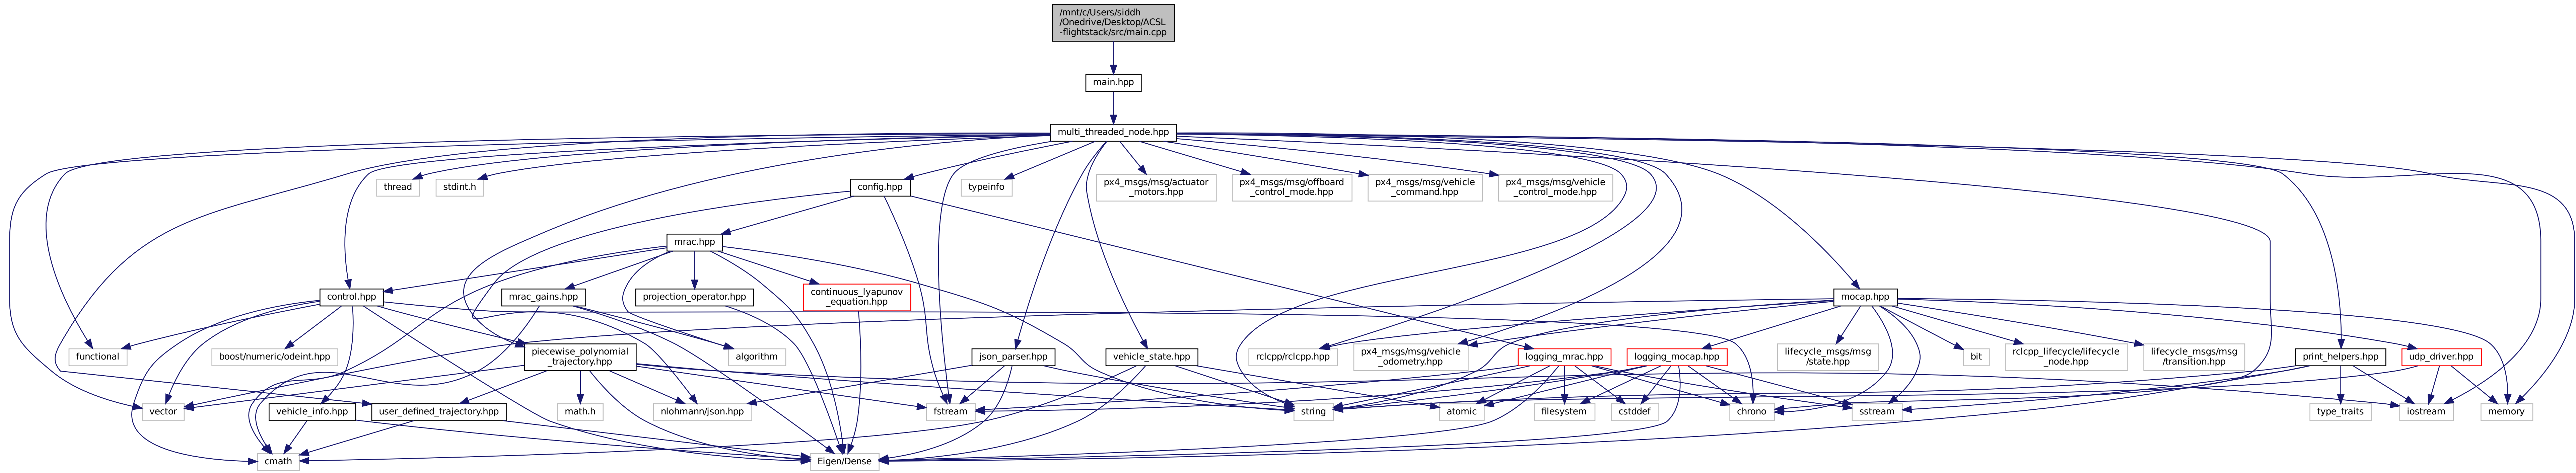 /mnt/c/Users/siddh
/Onedrive/Desktop/ACSL
-flightstack/src/main.cpp
main.hpp
multi_threaded_node.hpp
thread
stdint.h
config.hpp
typeinfo
px4_msgs/msg/actuator
_motors.hpp
px4_msgs/msg/offboard
_control_mode.hpp
px4_msgs/msg/vehicle
_command.hpp
px4_msgs/msg/vehicle
_control_mode.hpp
mrac.hpp
control.hpp
mrac_gains.hpp
projection_operator.hpp
continuous_lyapunov
_equation.hpp
mocap.hpp
functional
boost/numeric/odeint.hpp
piecewise_polynomial
_trajectory.hpp
algorithm
json_parser.hpp
vehicle_state.hpp
rclcpp/rclcpp.hpp
px4_msgs/msg/vehicle
_odometry.hpp
logging_mrac.hpp
logging_mocap.hpp
lifecycle_msgs/msg
/state.hpp
bit
rclcpp_lifecycle/lifecycle
_node.hpp
lifecycle_msgs/msg
/transition.hpp
print_helpers.hpp
udp_driver.hpp
vector
vehicle_info.hpp
user_defined_trajectory.hpp
math.h
nlohmann/json.hpp
fstream
string
atomic
filesystem
cstddef
chrono
sstream
type_traits
iostream
memory
cmath
Eigen/Dense